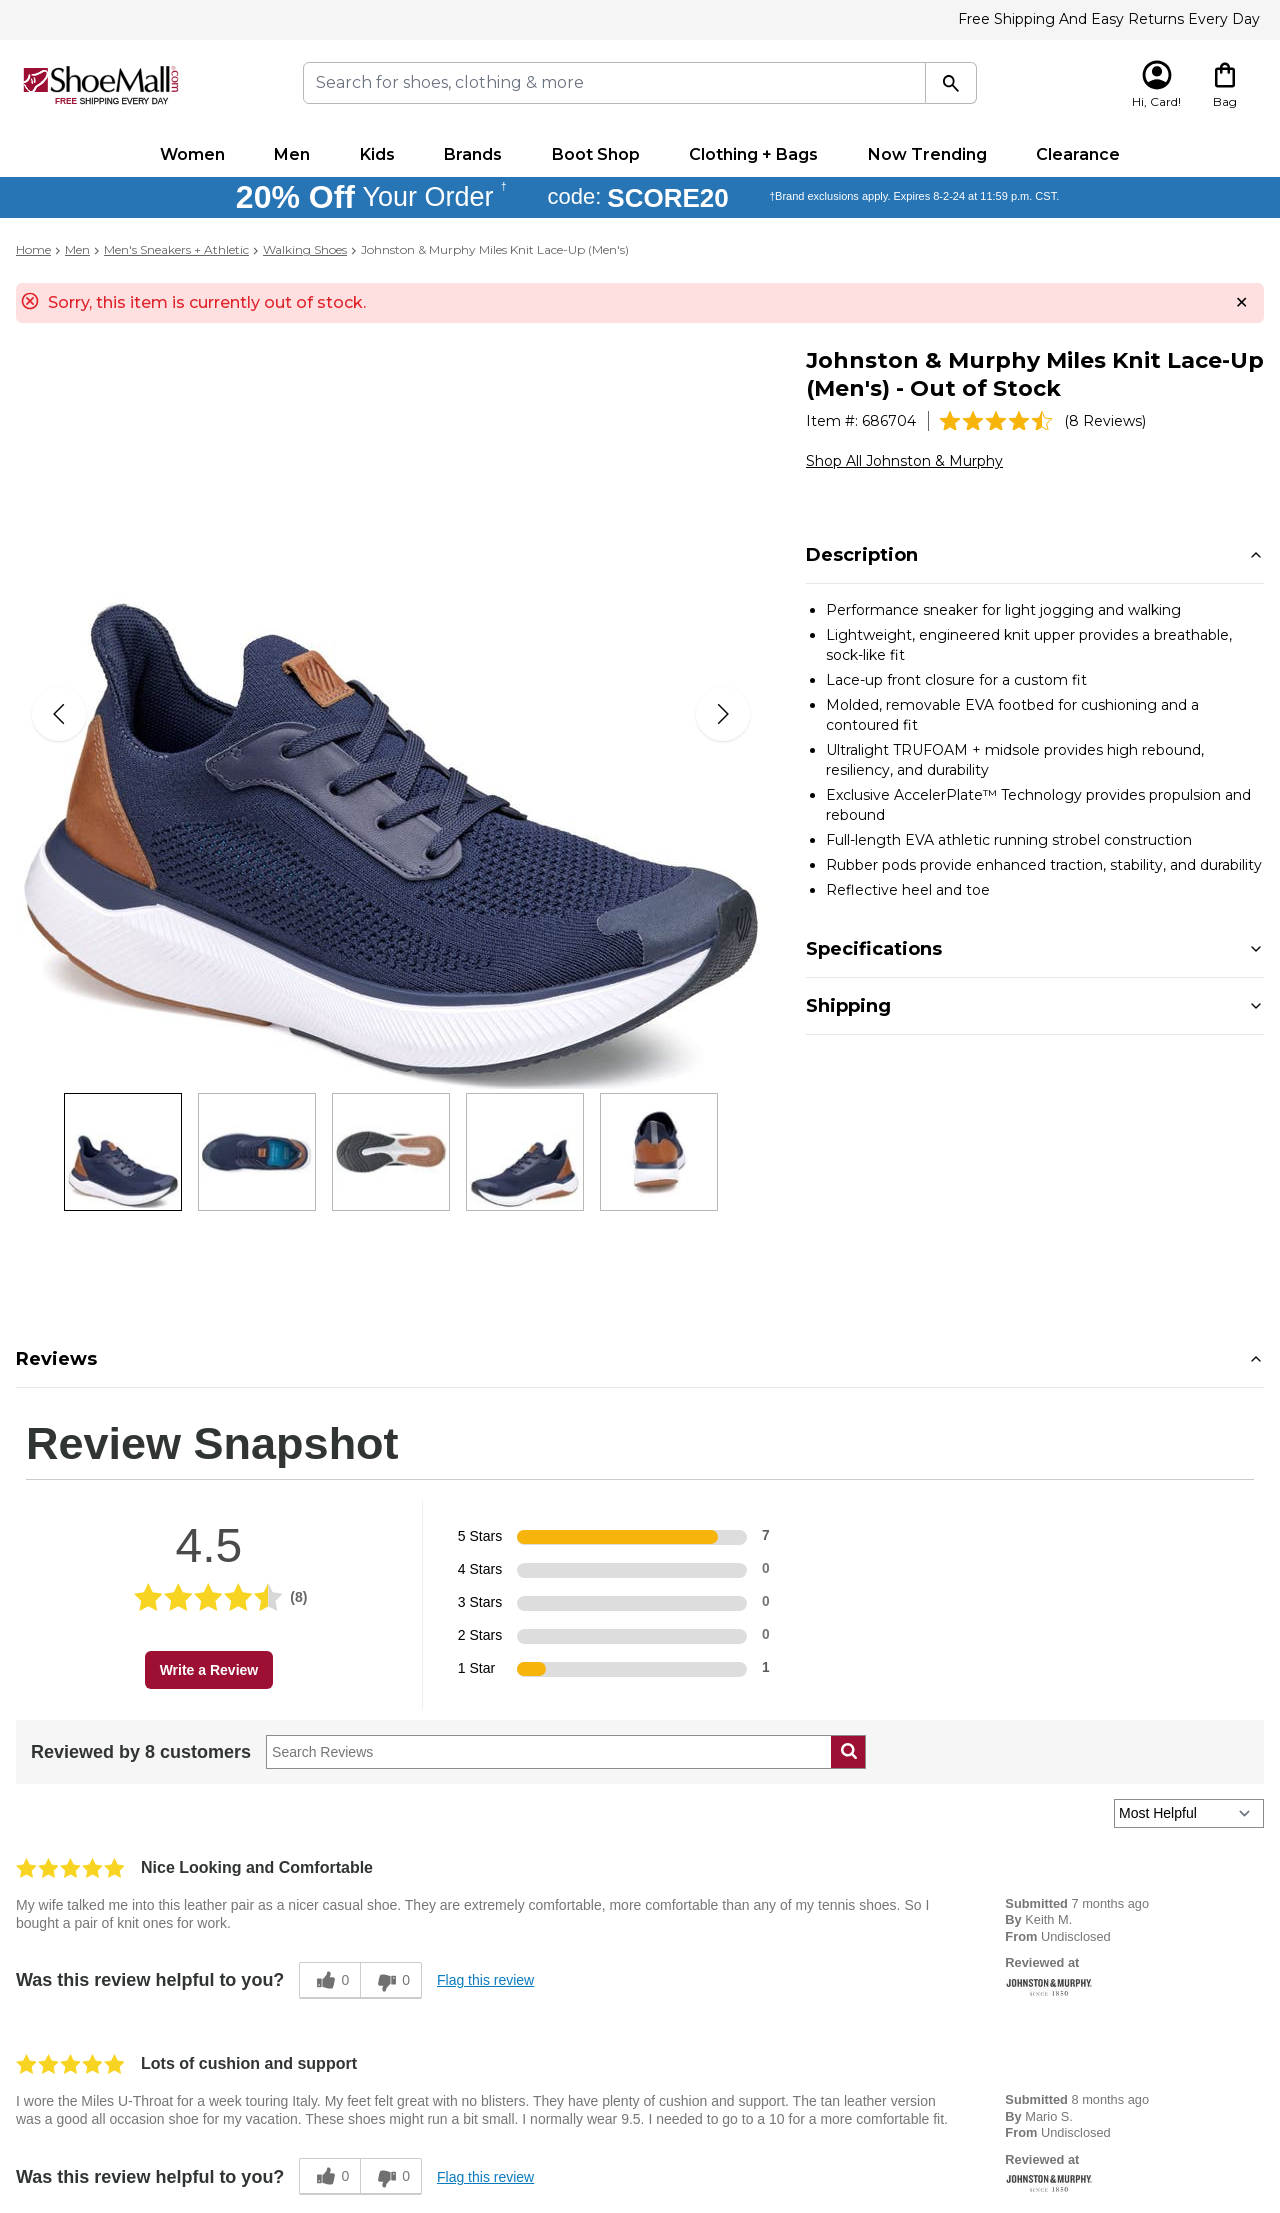 Free Shipping And Easy Returns Every Day
ShoeMall.com
FREE SHIPPING EVERY DAY
Search for shoes, clothing & more
Hi, Card!
Bag
Women Men Kids Brands Boot Shop Clothing + Bags Now Trending Clearance
20% Off Your Order † code: SCORE20 †Brand exclusions apply. Expires 8-2-24 at 11:59 p.m. CST.
Home > Men > Men's Sneakers + Athletic > Walking Shoes > Johnston & Murphy Miles Knit Lace-Up (Men's)
Sorry, this item is currently out of stock.
Johnston & Murphy Miles Knit Lace-Up
(Men's) - Out of Stock
Item #: 686704 (8 Reviews)
Shop All Johnston & Murphy
Description
Performance sneaker for light jogging and walking
Lightweight, engineered knit upper provides a breathable,
sock-like fit
Lace-up front closure for a custom fit
Molded, removable EVA footbed for cushioning and a
contoured fit
Ultralight TRUFOAM + midsole provides high rebound,
resiliency, and durability
Exclusive AccelerPlate™ Technology provides propulsion and
rebound
Full-length EVA athletic running strobel construction
Rubber pods provide enhanced traction, stability, and durability
Reflective heel and toe
Specifications
Shipping
Reviews
Review Snapshot
4.5
(8)
Write a Review
5 Stars 7
4 Stars 0
3 Stars 0
2 Stars 0
1 Star 1
Reviewed by 8 customers
Search Reviews
Most Helpful
Nice Looking and Comfortable
My wife talked me into this leather pair as a nicer casual shoe. They are extremely comfortable, more comfortable than any of my tennis shoes. So I
bought a pair of knit ones for work.
Submitted 7 months ago
By Keith M.
From Undisclosed
Reviewed at
JOHNSTON & MURPHY.
SINCE 1850
Was this review helpful to you? 0 0 Flag this review
Lots of cushion and support
I wore the Miles U-Throat for a week touring Italy. My feet felt great with no blisters. They have plenty of cushion and support. The tan leather version
was a good all occasion shoe for my vacation. These shoes might run a bit small. I normally wear 9.5. I needed to go to a 10 for a more comfortable fit.
Submitted 8 months ago
By Mario S.
From Undisclosed
Reviewed at
JOHNSTON & MURPHY.
SINCE 1850
Was this review helpful to you? 0 0 Flag this review